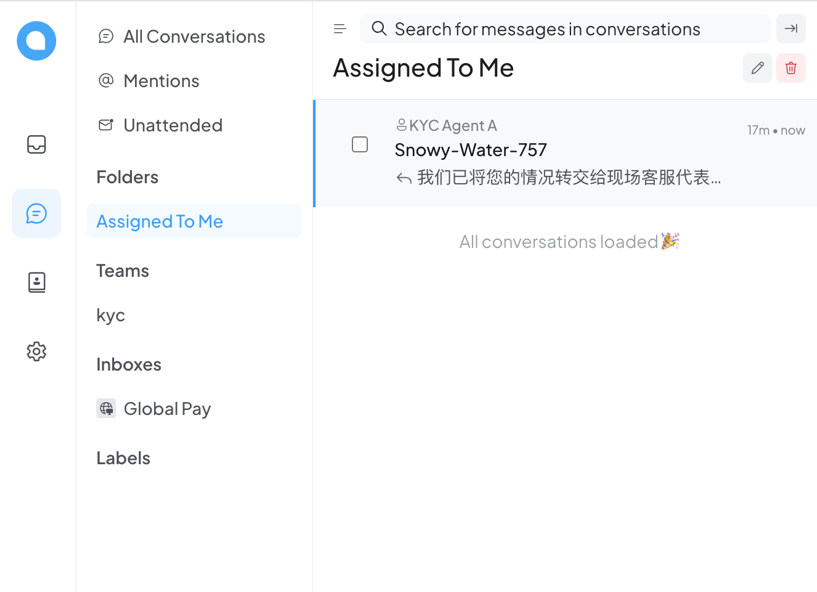 All Conversations
Mentions
Unattended
Folders
Assigned To Me
Teams
kyc
Inboxes
Global Pay
Labels
Search for messages in conversations
Assigned To Me
KYC Agent A
17m • now
Snowy-Water-757
我们已将您的情况转交给现场客服代表...
All conversations loaded🎉